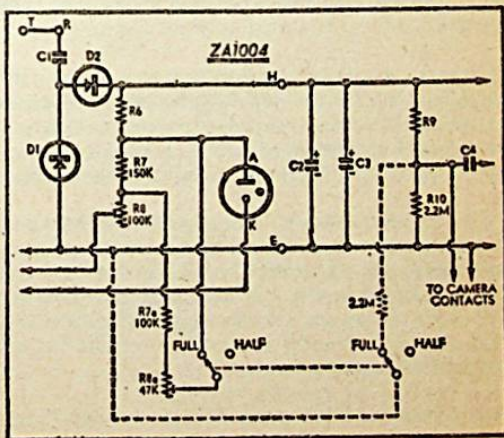 ZA1004
T
R
C1
D2
H
R6
R9
D1
R7
150K
A
C2
C3
C4
R8
100K
K
R10
2.2M
E
TO CAMERA
CONTACTS
R7a
100K
2.2M
FULL
HALF
FULL
HALF
R8a
47K